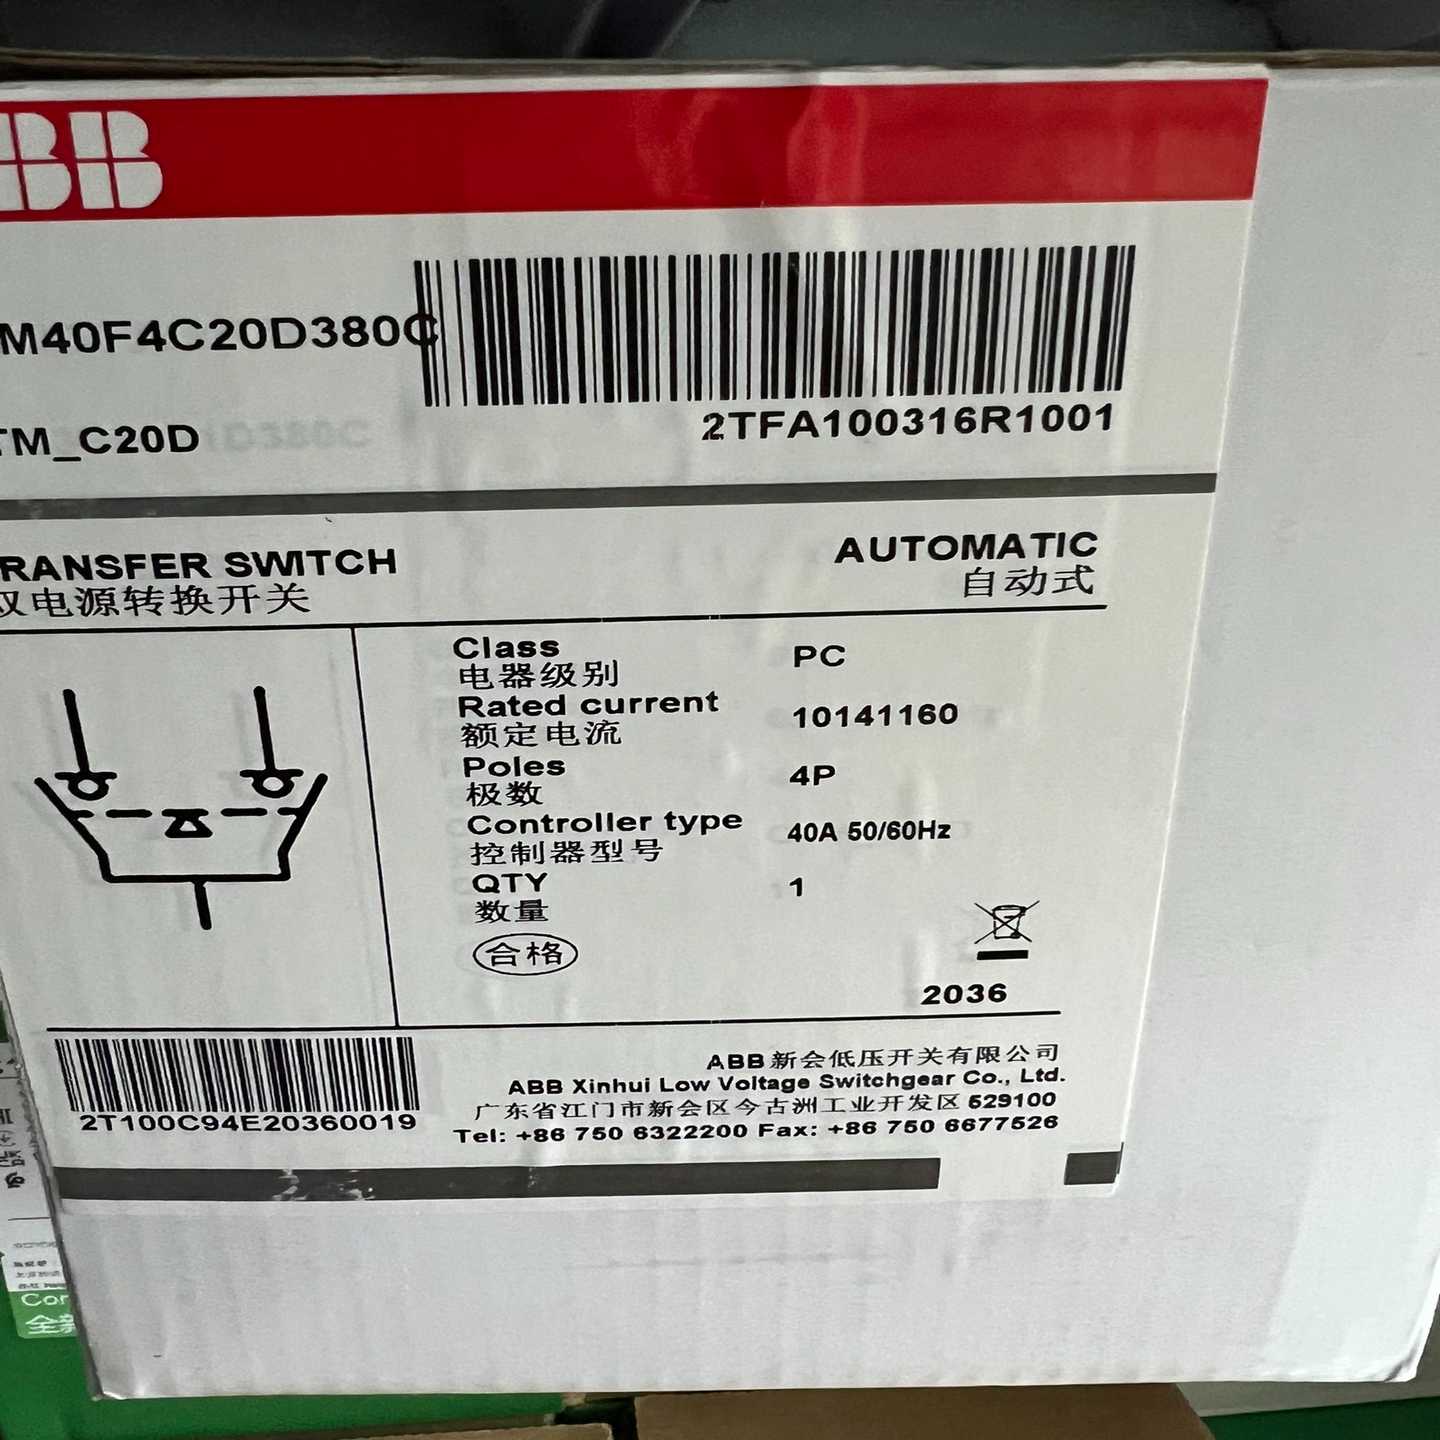 ABB
M40F4C20D380C
TM_C20D
2TFA100316R1001
TRANSFER SWITCH
双电源转换开关
AUTOMATIC
自动式
Class
电器级别
PC
Rated current
额定电流
10141160
Poles
极数
4P
Controller type
控制器型号
40A 50/60Hz
QTY
数量
1
合格
2036
2T100C94E20360019
ABB新会低压开关有限公司
ABB Xinhui Low Voltage Switchgear Co., Ltd.
广东省江门市新会区今古洲工业开发区 529100
Tel: +86 750 6322200 Fax: +86 750 6677526
Cor
全